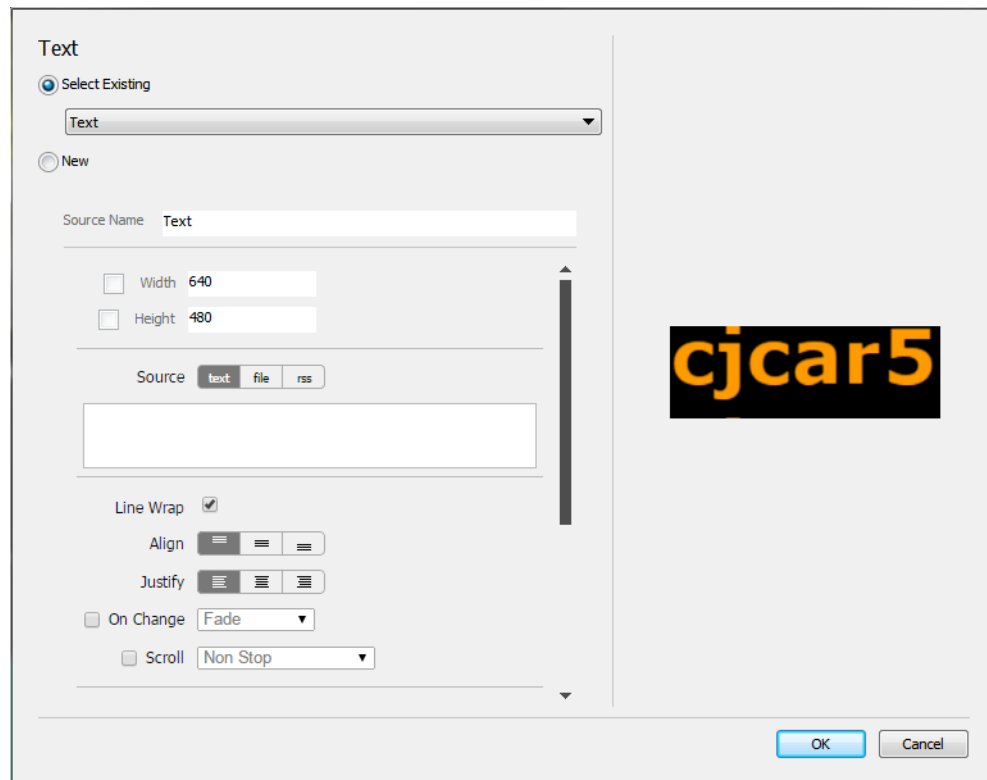 Text
Select Existing
Text
New
Source Name Text
Width 640
Height 480
Source text file rss
cjcar5
Line Wrap
Align
Justify
On Change Fade
Scroll Non Stop
OK Cancel